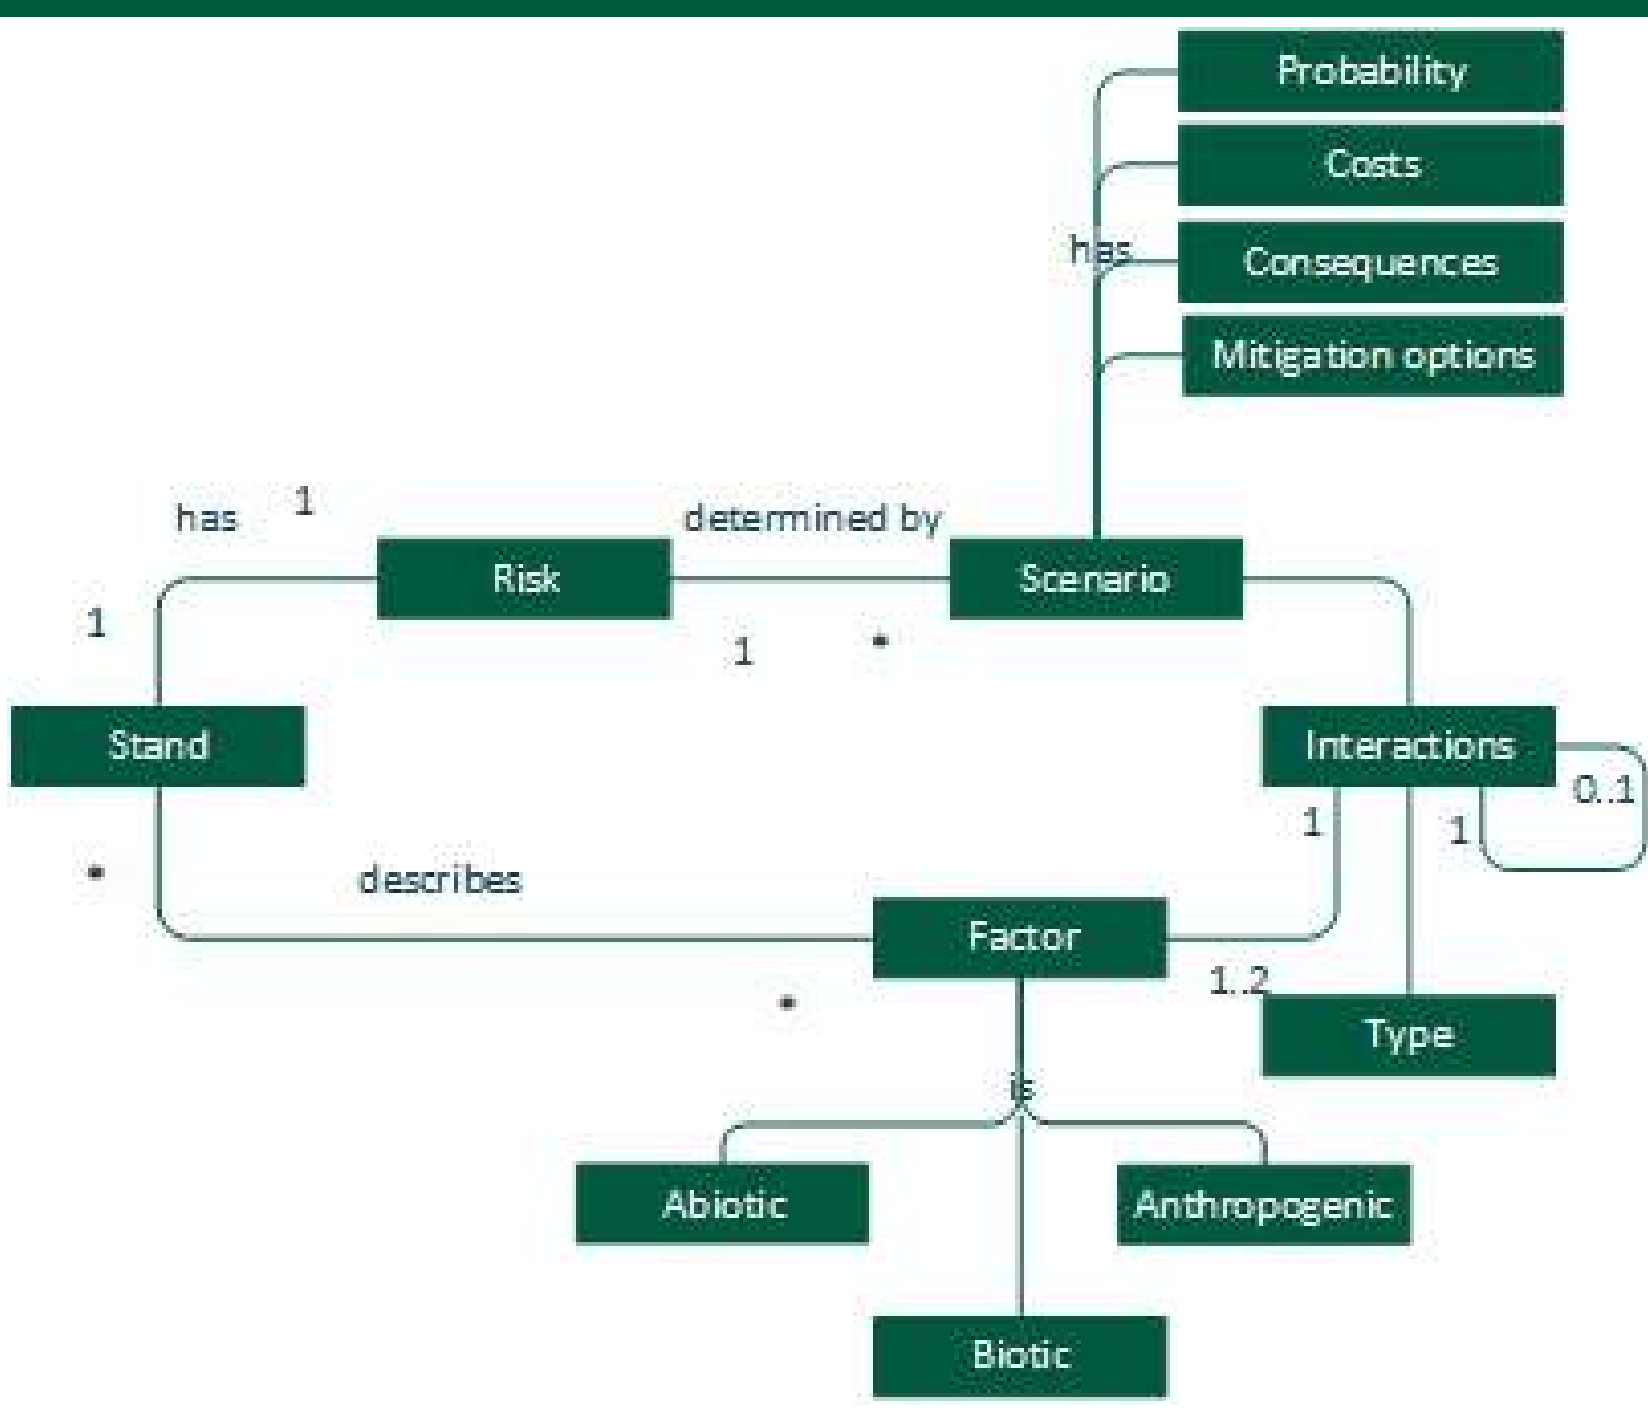 Probability
Costs
has
Consequences
Mitigation options
has
1
determined by
Risk
Scenario
1
1
*
Stand
Interactions
0..1
1
1
*
describes
Factor
1..2
*
Type
is
Abiotic
Anthropogenic
Biotic